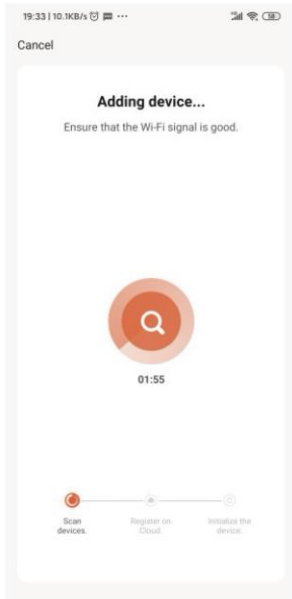 19:33 | 10.1KB/s ...
58
Cancel
Adding device...
Ensure that the Wi-Fi signal is good.
01:55
Scan
devices.
Register on
Cloud.
Initialize the
device.